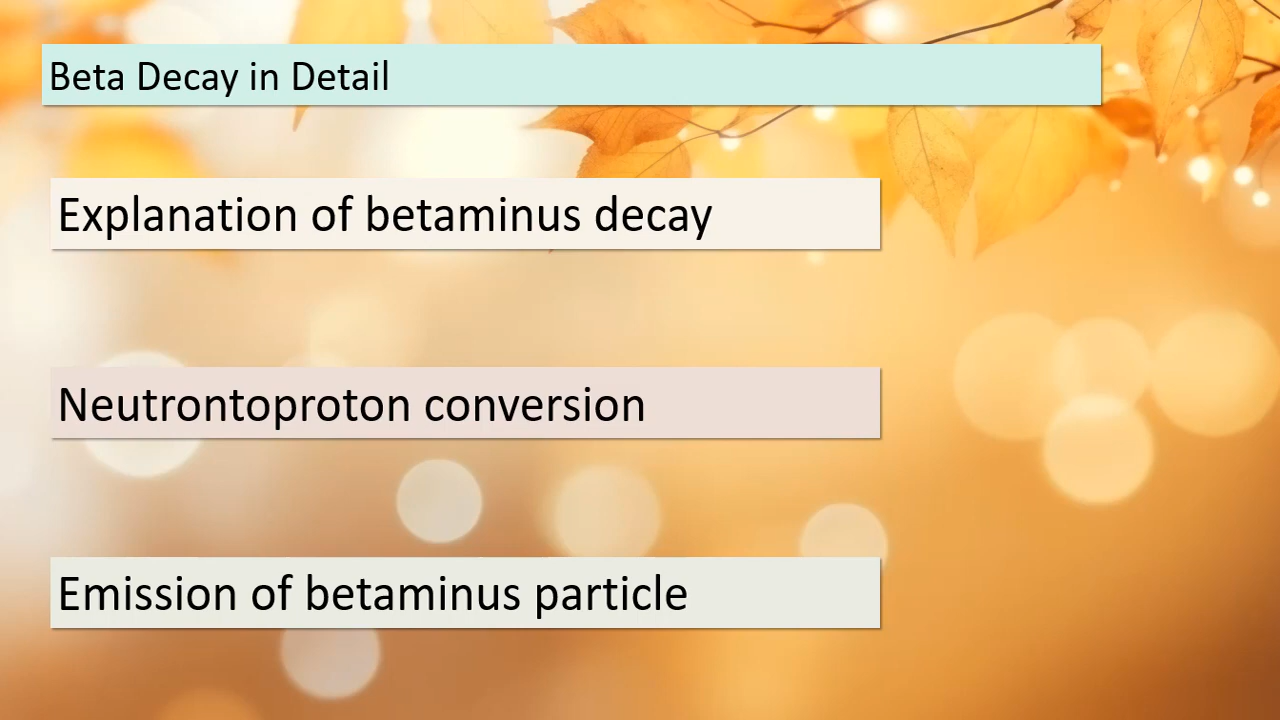 Beta Decay in Detail
Explanation of betaminus decay
Neutrontoproton conversion
Emission of betaminus particle